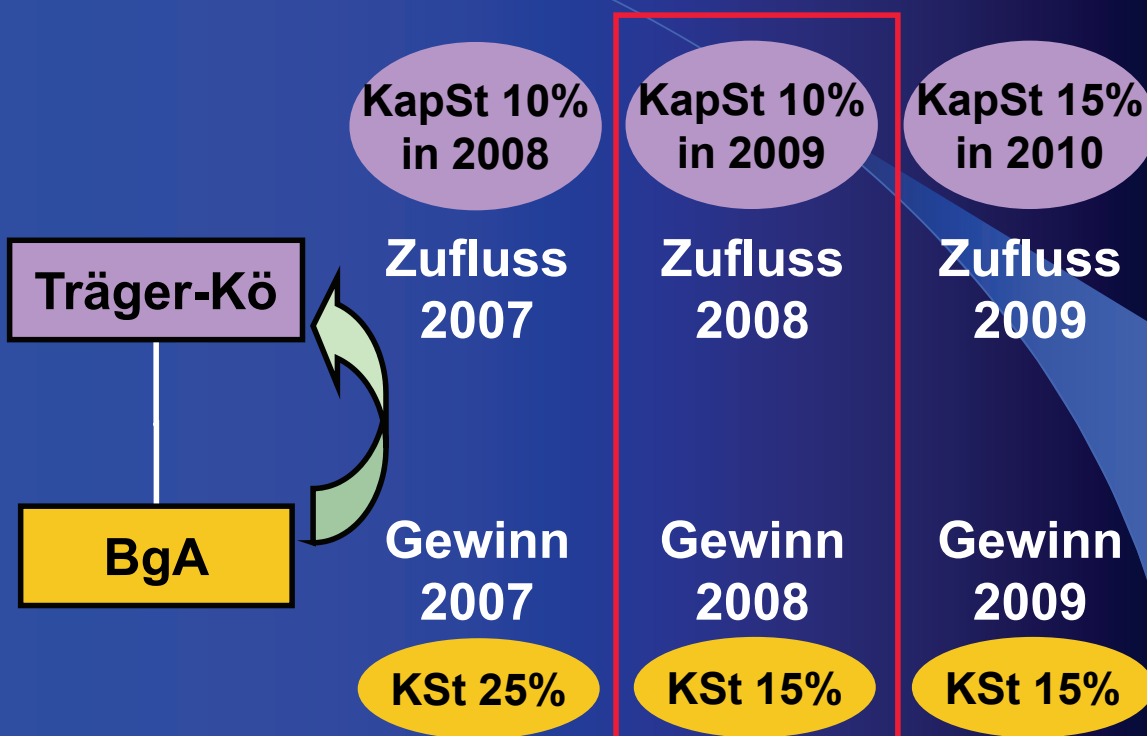 KapSt 10%
in 2008
KapSt 10%
in 2009
KapSt 15%
in 2010
Träger-Kö
Zufluss
2007
Zufluss
2008
Zufluss
2009
BgA
Gewinn
2007
Gewinn
2008
Gewinn
2009
KSt 25%
KSt 15%
KSt 15%